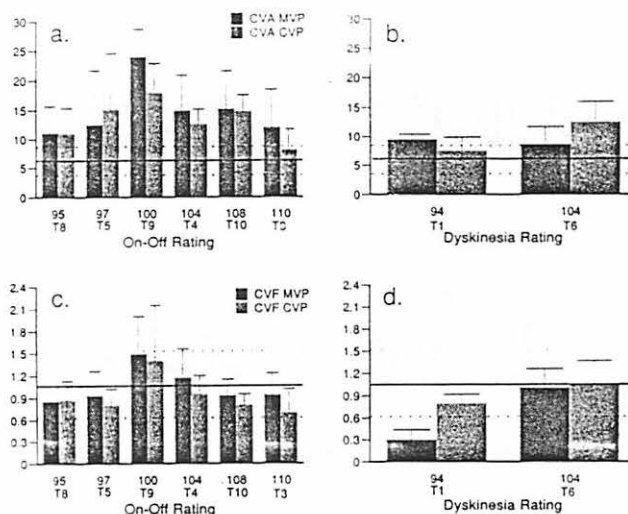 a.
CVA MVP
CVA CVP
30
25
20
15
10
5
0
95 97 100 104 108 110
T8 T5 T9 T4 T10 T3
On-Off Rating
b.
30
25
20
15
10
5
0
94 104
T1 T6
Dyskinesia Rating
c.
CVF MVP
CVF CVP
2.4
2.1
1.8
1.5
1.2
0.9
0.6
0.3
0
95 97 100 104 108 110
T8 T5 T9 T4 T10 T3
On-Off Rating
d.
2.4
2.1
1.8
1.5
1.2
0.9
0.6
0.3
0
94 104
T1 T6
Dyskinesia Rating